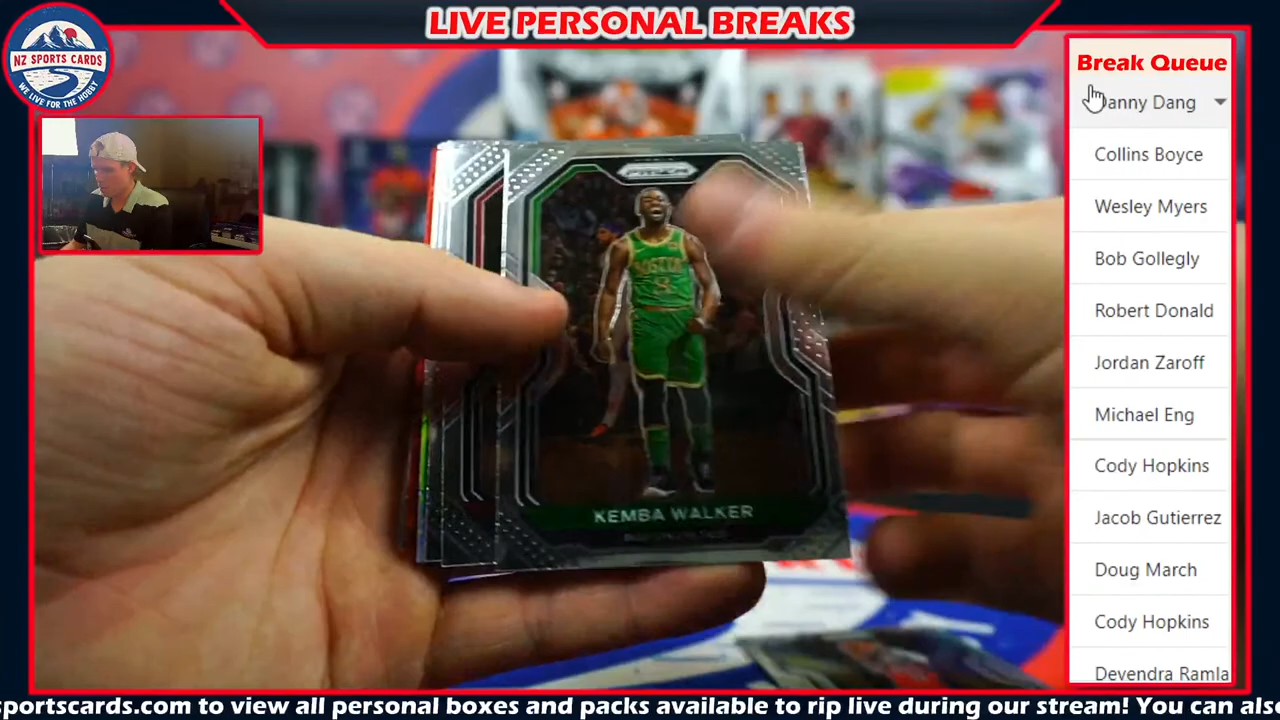 LIVE PERSONAL BREAKS
NZ SPORTS CARDS
WE LIVE FOR THE HOBBY
Break Queue
Danny Dang
Collins Boyce
Wesley Myers
Bob Gollegly
Robert Donald
Jordan Zaroff
Michael Eng
Cody Hopkins
Jacob Gutierrez
Doug March
Cody Hopkins
Devendra Ramla
PRIZM
BOSTON
8
KEMBA WALKER
sportscards.com to view all personal boxes and packs available to rip live during our stream! You can also